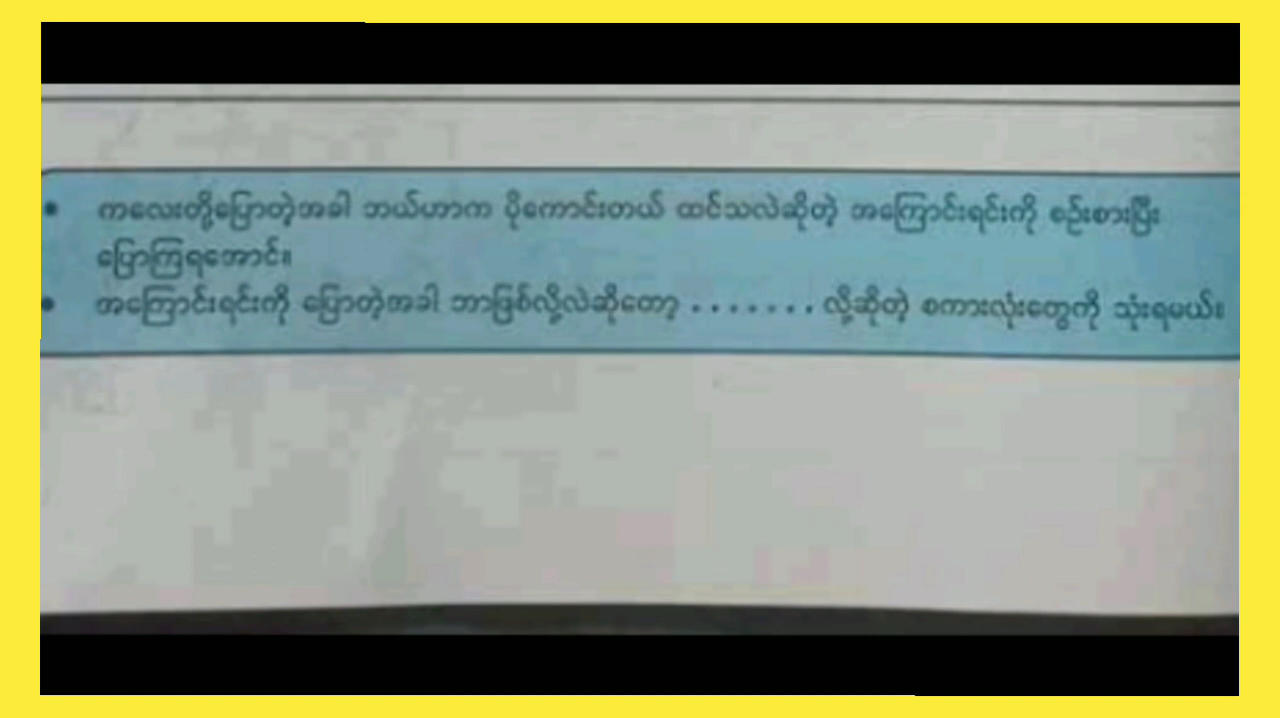 • ကလေးတို့ပြောတဲ့အခါ ဘယ်ဟာက ပိုကောင်းတယ် ထင်သလဲဆိုတဲ့ အကြောင်းရင်းကို စဉ်းစားပြီး
ပြောကြရအောင်။
• အကြောင်းရင်းကို ပြောတဲ့အခါ ဘာဖြစ်လို့လဲဆိုတော့ . . . . . . . လို့ဆိုတဲ့ စကားလုံးတွေကို သုံးရမယ်။